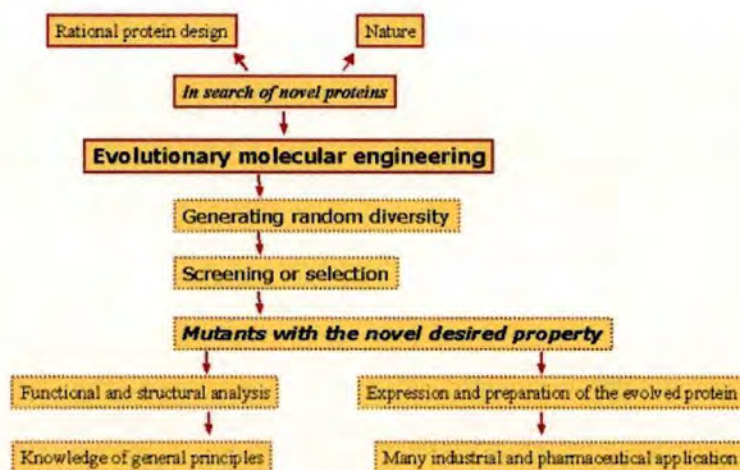 Rational protein design
Nature
In search of novel proteins
Evolutionary molecular engineering
Generating random diversity
Screening or selection
Mutants with the novel desired property
Functional and structural analysis
Expression and preparation of the evolved protein
Knowledge of general principles
Many industrial and pharmaceutical application